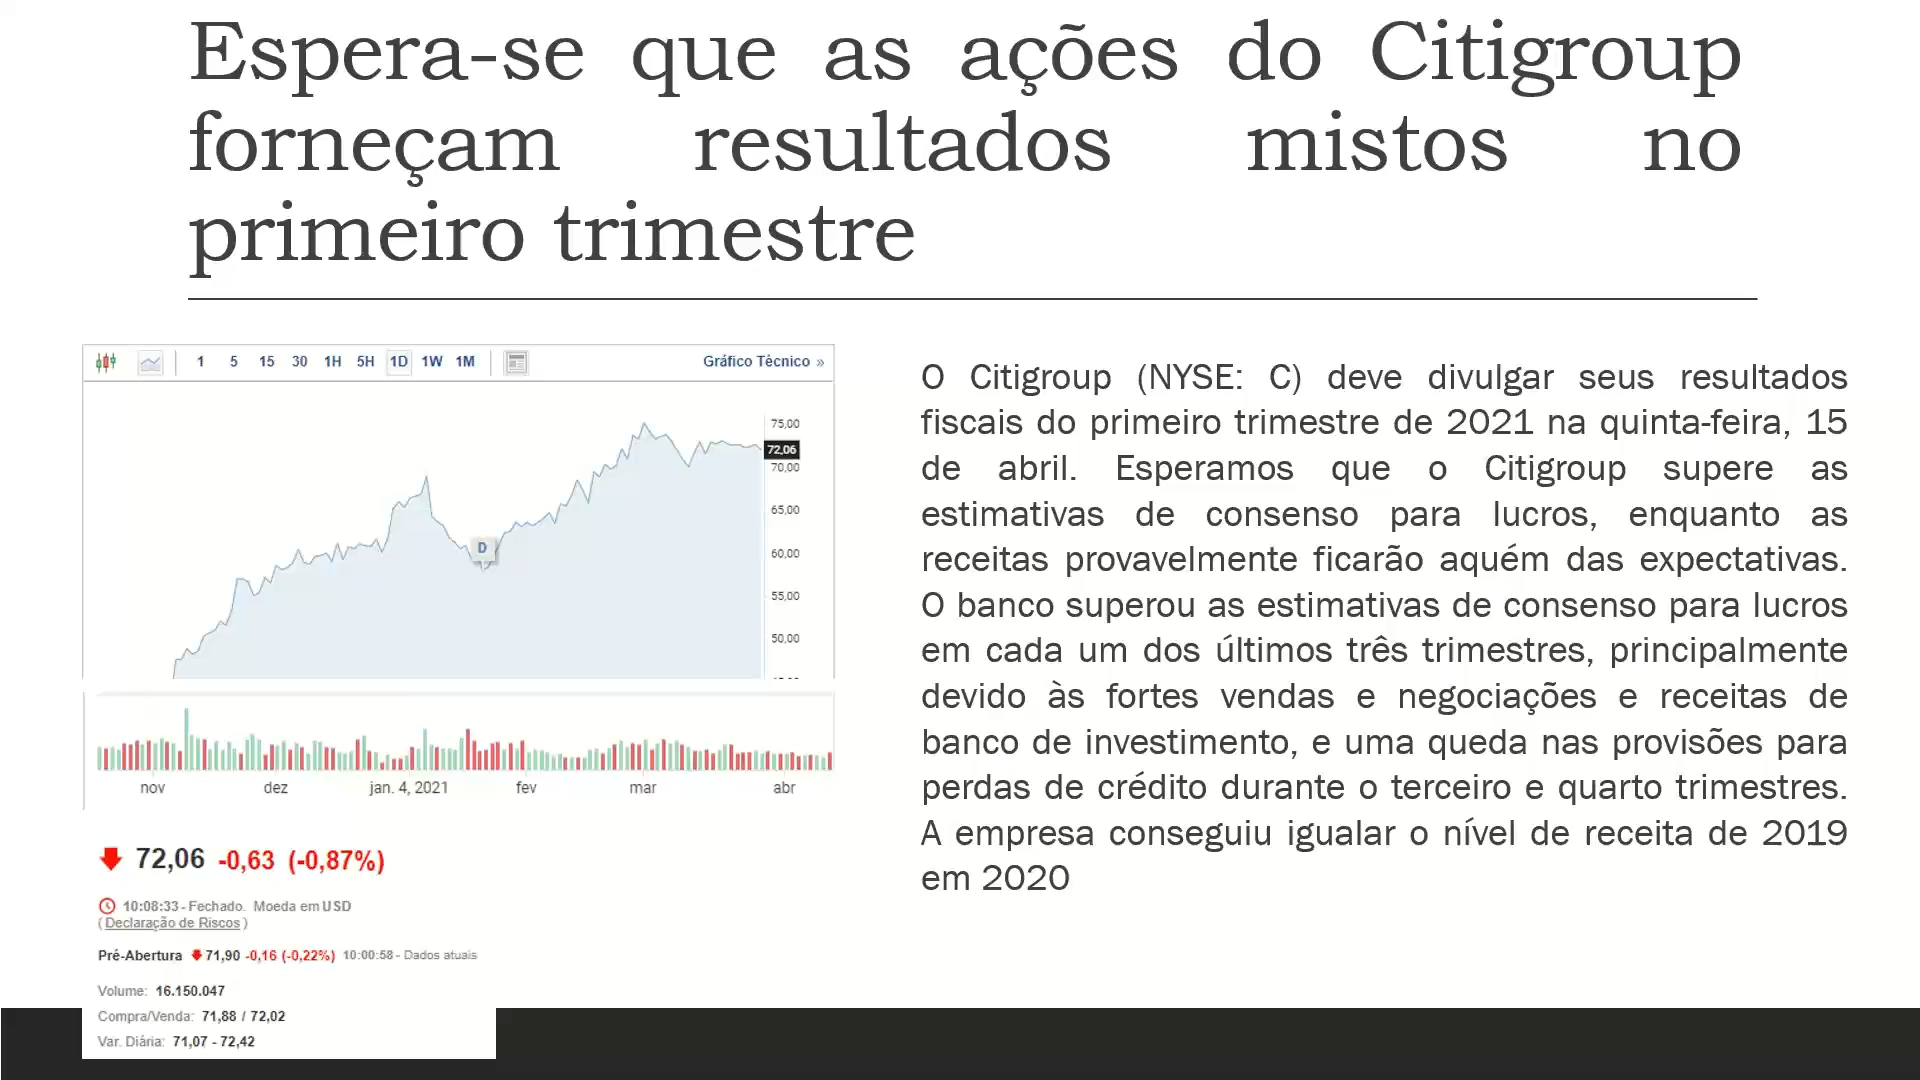 Espera-se que as ações do Citigroup
forneçam resultados mistos no
primeiro trimestre
1 5 15 30 1H 5H 1D 1W 1M Gráfico Técnico »
75,00
72,06
70,00
65,00
60,00
D
55,00
50,00
nov dez jan. 4, 2021 fev mar abr
72,06 -0,63 (-0,87%)
10:08:33 - Fechado. Moeda em USD
( Declaração de Riscos )
Pré-Abertura 71,90 -0,16 (-0,22%) 10:00:58 - Dados atuais
Volume: 16.150.047
Compra/Venda: 71,88 / 72,02
Var. Diária: 71,07 - 72,42
O Citigroup (NYSE: C) deve divulgar seus resultados
fiscais do primeiro trimestre de 2021 na quinta-feira, 15
de abril. Esperamos que o Citigroup supere as
estimativas de consenso para lucros, enquanto as
receitas provavelmente ficarão aquém das expectativas.
O banco superou as estimativas de consenso para lucros
em cada um dos últimos três trimestres, principalmente
devido às fortes vendas e negociações e receitas de
banco de investimento, e uma queda nas provisões para
perdas de crédito durante o terceiro e quarto trimestres.
A empresa conseguiu igualar o nível de receita de 2019
em 2020